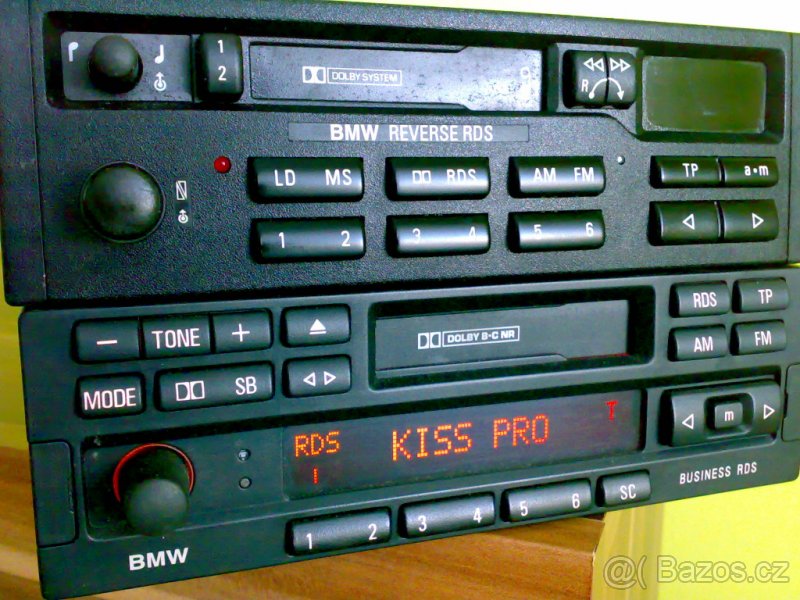 1
2
DOLBY SYSTEM
R
BMW REVERSE RDS
LD MS
RDS
AM FM
TP
a•m
1 2
3 4
5 6
− TONE +
DOLBY B-C NR
RDS
TP
MODE
SB
AM
FM
RDS KISS PRO T
1
m
1 2
3 4
5 6
SC
BUSINESS RDS
BMW
@( Bazos.cz